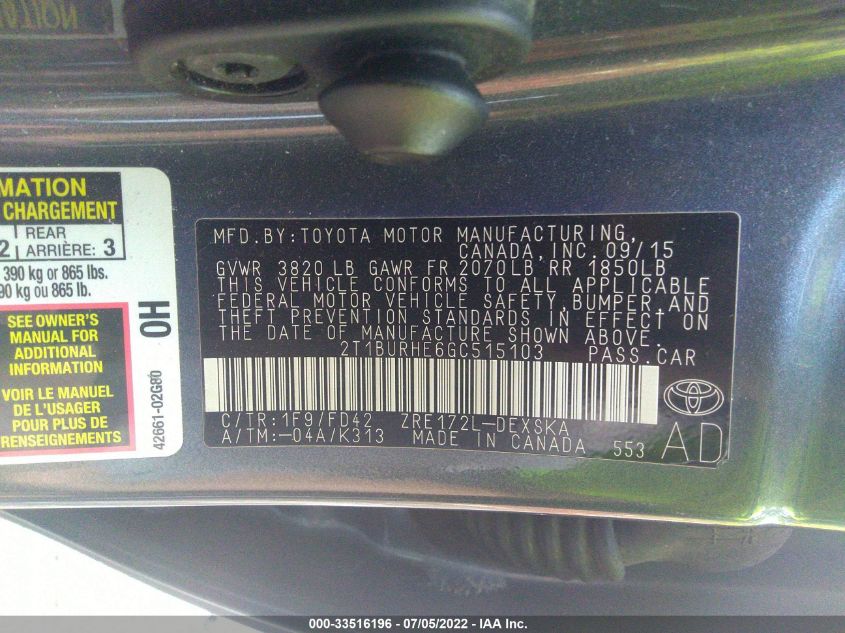 MATION
CHARGEMENT
REAR
2 ARRIÈRE: 3
390 kg or 865 lbs.
90 kg ou 865 lb.
SEE OWNER'S
MANUAL FOR
ADDITIONAL
INFORMATION
VOIR LE MANUEL
DE L'USAGER
POUR PLUS DE
RENSEIGNEMENTS
0H
42661-02G80
MFD.BY:TOYOTA MOTOR MANUFACTURING,
CANADA,INC. 09/15
GVWR 3820 LB GAWR FR 2070LB RR 1850LB
THIS VEHICLE CONFORMS TO ALL APPLICABLE
FEDERAL MOTOR VEHICLE SAFETY,BUMPER,AND
THEFT PREVENTION STANDARDS IN EFFECT ON
THE DATE OF MANUFACTURE SHOWN ABOVE.
2T1BURHE6GC515103 PASS.CAR
C/TR:1F9/FD42 ZRE172L-DEXSKA
A/TM:-04A/K313 MADE IN CANADA 553
AD
000-33516196 - 07/05/2022 - IAA Inc.